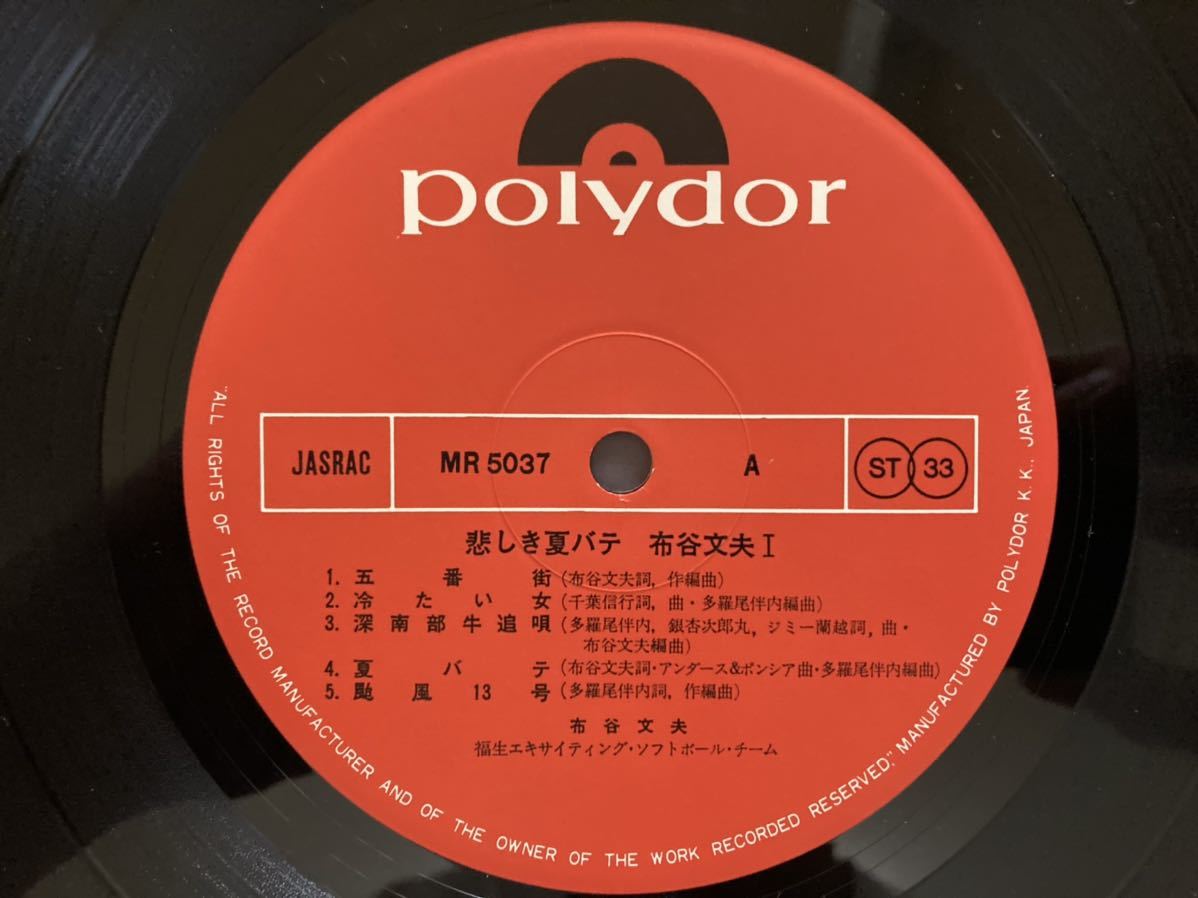 polydor
JASRAC MR 5037 A ST 33
悲しき夏バテ 布谷文夫 I
1. 五番街 (布谷文夫詞, 作編曲)
2. 冷たい女 (千葉信行詞, 曲・多羅尾伴内編曲)
3. 深南部牛追唄 (多羅尾伴内, 銀杏次郎丸, ジミー蘭越詞, 曲・
布谷文夫編曲)
4. 夏バテ (布谷文夫詞・アンダース&ポンシア曲・多羅尾伴内編曲)
5. 颱風13号 (多羅尾伴内詞, 作編曲)
布谷文夫
福生エキサイティング・ソフトボール・チーム
"ALL RIGHTS OF THE RECORD MANUFACTURER AND OF THE OWNER OF THE WORK RECORDED RESERVED," MANUFACTURED BY POLYDOR K.K., JAPAN.